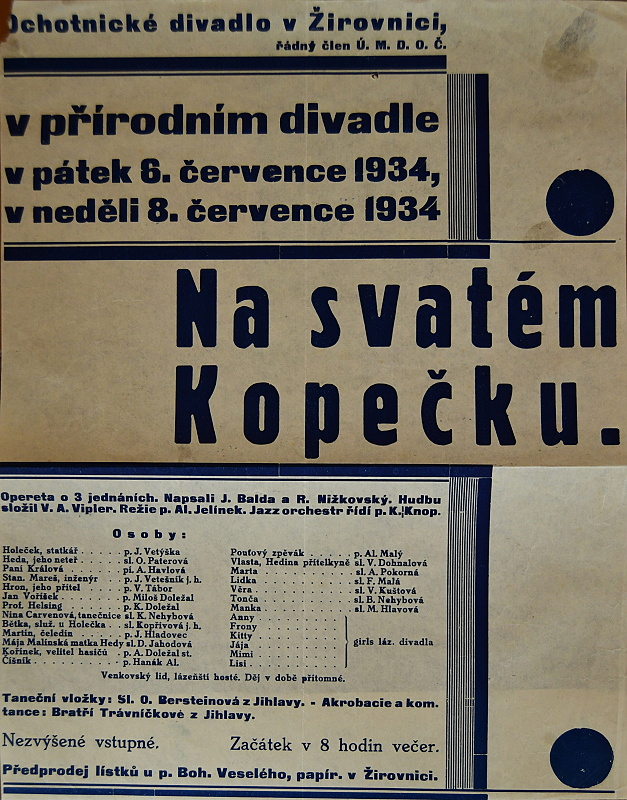 Ochotnické divadlo v Žirovnici,
řádný člen Ú. M. D. O. Č.
v přírodním divadle
v pátek 6. července 1934,
v neděli 8. července 1934
Na svatém
Kopečku.
Opereta o 3 jednáních. Napsali J. Balda a R. Nížkovský. Hudbu
složil V. A. Vipler. Režie p. Al. Jelínek. Jazz orchestr řídí p. K. Knop.
Osoby:
Holeček, statkář . . . . . p. J. Vetýška
Heda, jeho neteř . . . . . sl. O. Paterová
Paní Králová . . . . . pí. A. Havlová
Stan. Mareš, inženýr . . . . . p. J. Vetešník j. h.
Hron, jeho přítel . . . . . p. V. Tábor
Jan Voříšek . . . . . p. Miloš Doležal
Prof. Helsing . . . . . p. K. Doležal
Nina Carvenová, tanečnice sl. K. Nehybová
Bětka, služ. u Holečka . . sl. Kopřivová j. h.
Martin, čeledín . . . . . p. J. Hladovec
Mája Malínská matka Hedy sl. D. Jahodová
Kořínek, velitel hasičů . . p. A. Doležal st.
Číšník . . . . . p. Hanák Al.
Pouťový zpěvák . . . . . p. Al. Malý
Vlasta, Hedina přítelkyně sl. V. Dohnalová
Marta . . . . . sl. A. Pokorná
Lidka . . . . . sl. F. Malá
Věra . . . . . sl. V. Kuštová
Tonča . . . . . sl. B. Nehybová
Manka . . . . . sl. M. Hlavová
Anny . . . . .
Frony . . . . .
Kitty . . . . .
Jája . . . . . girls láz. divadla
Mimi . . . . .
Lisi . . . . .
Venkovský lid, lázeňští hosté. Děj v době přítomné.
Taneční vložky: Sl. O. Bersteinová z Jihlavy. - Akrobacie a kom.
tance: Bratří Trávníčkové z Jihlavy.
Nezvýšené vstupné. Začátek v 8 hodin večer.
Předprodej lístků u p. Boh. Veselého, papír. v Žirovnici.